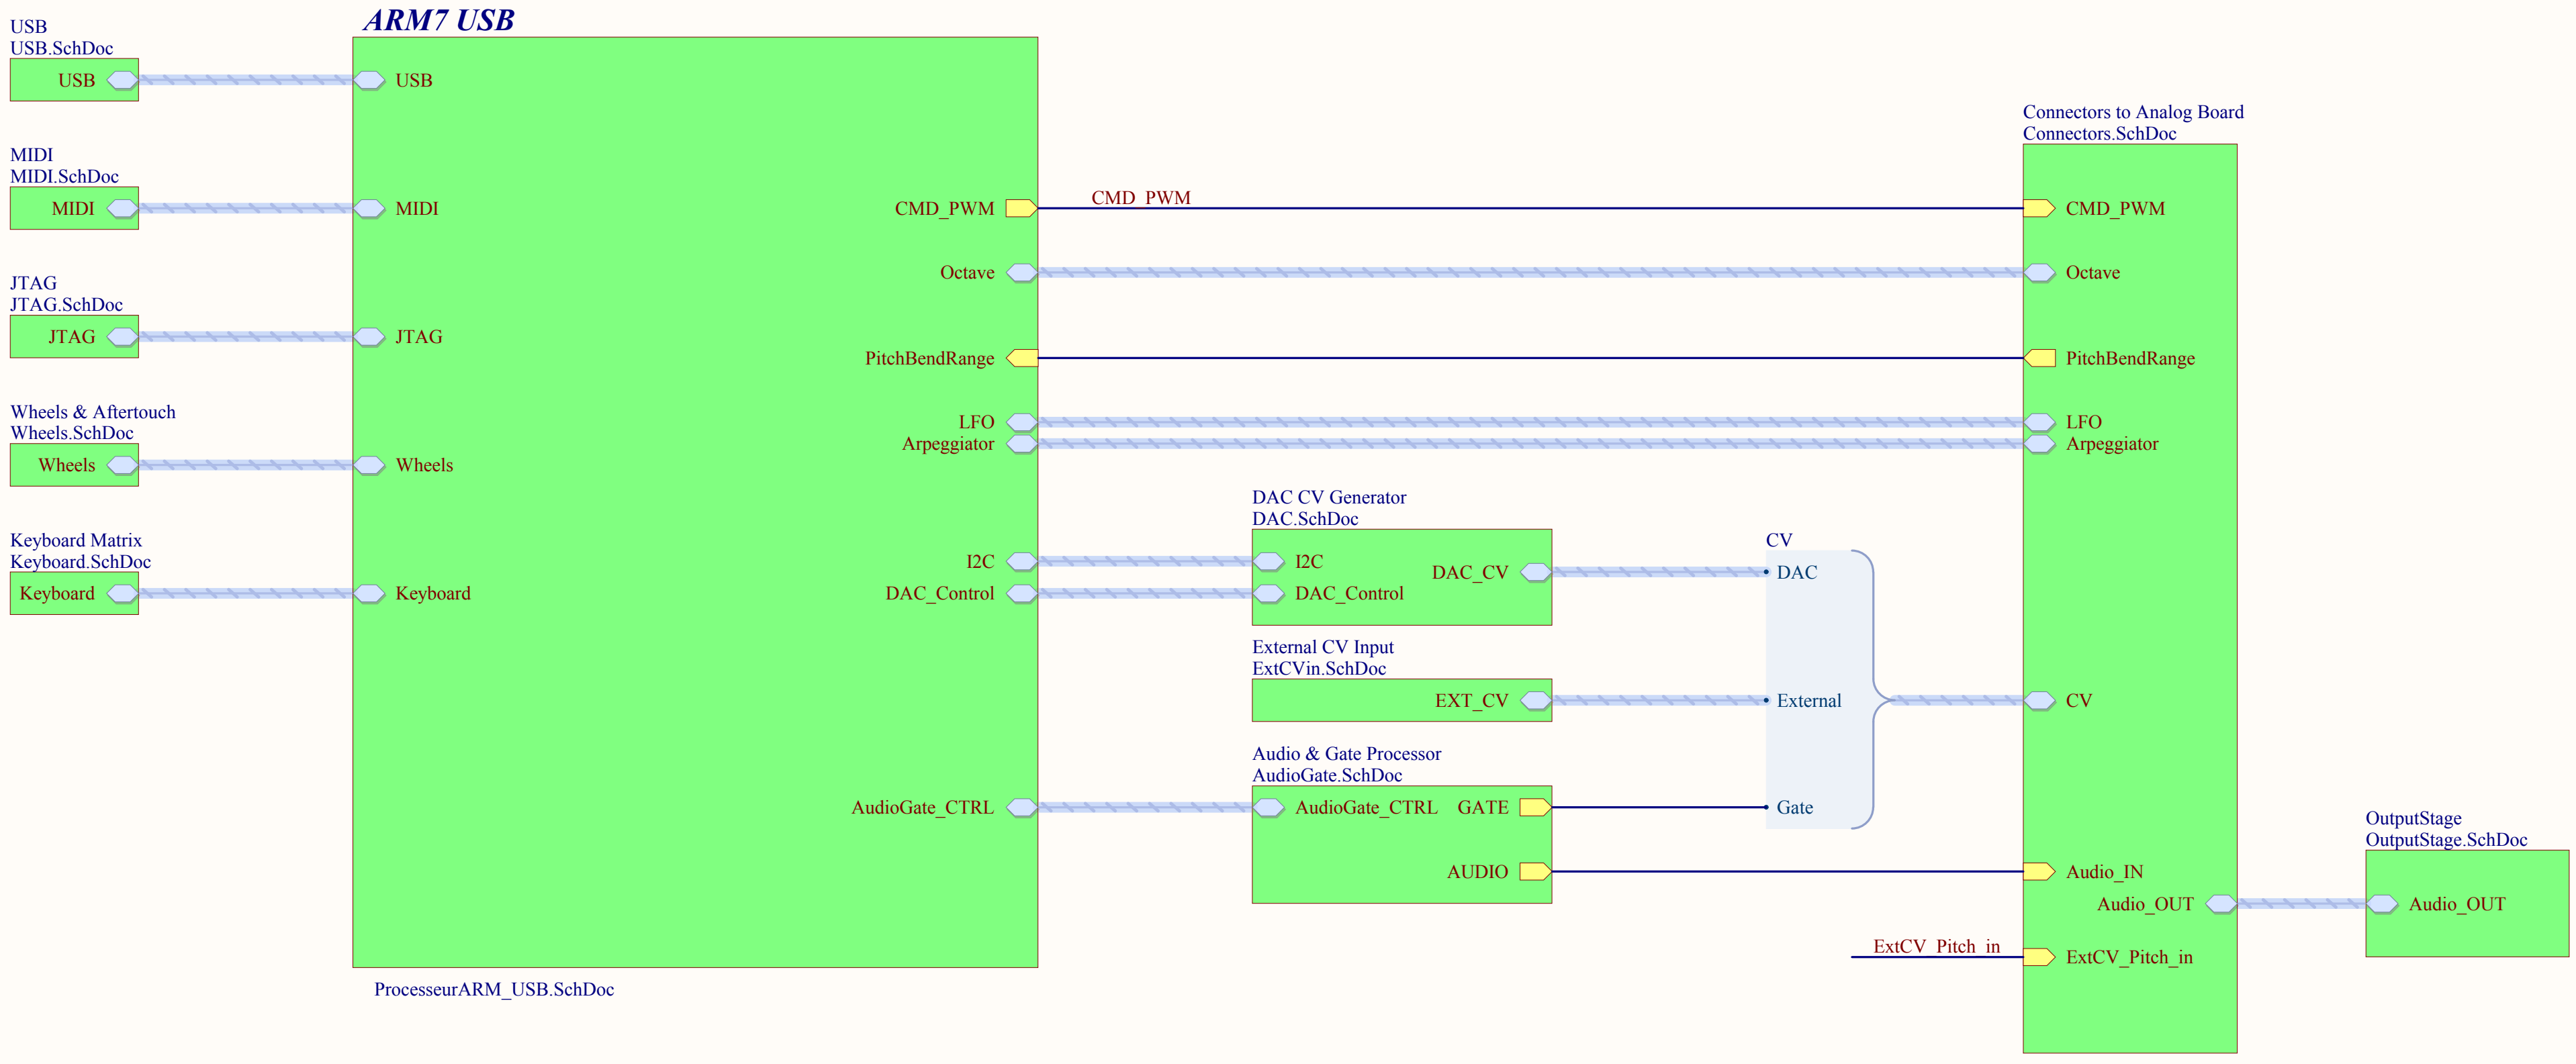 ARM7 USB
USB
USB.SchDoc
USB
USB
MIDI
MIDI.SchDoc
MIDI
MIDI
JTAG
JTAG.SchDoc
JTAG
JTAG
Wheels & Aftertouch
Wheels.SchDoc
Wheels
Wheels
Keyboard Matrix
Keyboard.SchDoc
Keyboard
Keyboard
CMD_PWM
Octave
PitchBendRange
LFO
Arpeggiator
I2C
DAC_Control
AudioGate_CTRL
ProcesseurARM_USB.SchDoc
CMD_PWM
DAC CV Generator
DAC.SchDoc
I2C
DAC_CV
DAC_Control
External CV Input
ExtCVin.SchDoc
EXT_CV
Audio & Gate Processor
AudioGate.SchDoc
AudioGate_CTRL
GATE
AUDIO
CV
DAC
External
Gate
Connectors to Analog Board
Connectors.SchDoc
CMD_PWM
Octave
PitchBendRange
LFO
Arpeggiator
CV
Audio_IN
Audio_OUT
ExtCV_Pitch_in
ExtCV_Pitch_in
OutputStage
OutputStage.SchDoc
Audio_OUT